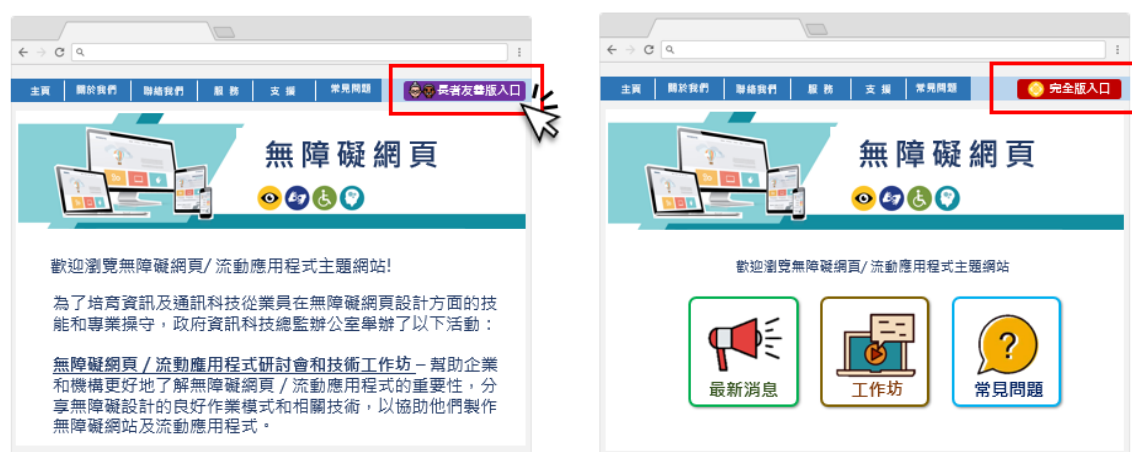 主頁 關於我們 聯絡我們 服務 支援 常見問題 長者友善版入口
無障礙網頁
歡迎瀏覽無障礙網頁/ 流動應用程式主題網站!
為了培育資訊及通訊科技從業員在無障礙網頁設計方面的技
能和專業操守，政府資訊科技總監辦公室舉辦了以下活動：
無障礙網頁 / 流動應用程式研討會和技術工作坊 – 幫助企業
和機構更好地了解無障礙網頁 / 流動應用程式的重要性，分
享無障礙設計的良好作業模式和相關技術，以協助他們製作
無障礙網站及流動應用程式。
主頁 關於我們 聯絡我們 服務 支援 常見問題 完全版入口
無障礙網頁
歡迎瀏覽無障礙網頁/ 流動應用程式主題網站
最新消息 工作坊 常見問題